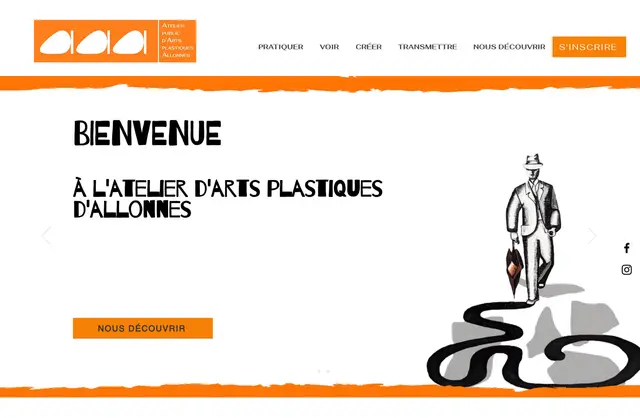 aaa
ATELIER
PUBLIC
D'ARTS
PLASTIQUES
ALLONNES
PRATIQUER VOIR CRÉER TRANSMETTRE NOUS DÉCOUVRIR S'INSCRIRE
BIENVENUE
À L'ATELIER D'ARTS PLASTIQUES
D'ALLONNES
NOUS DÉCOUVRIR